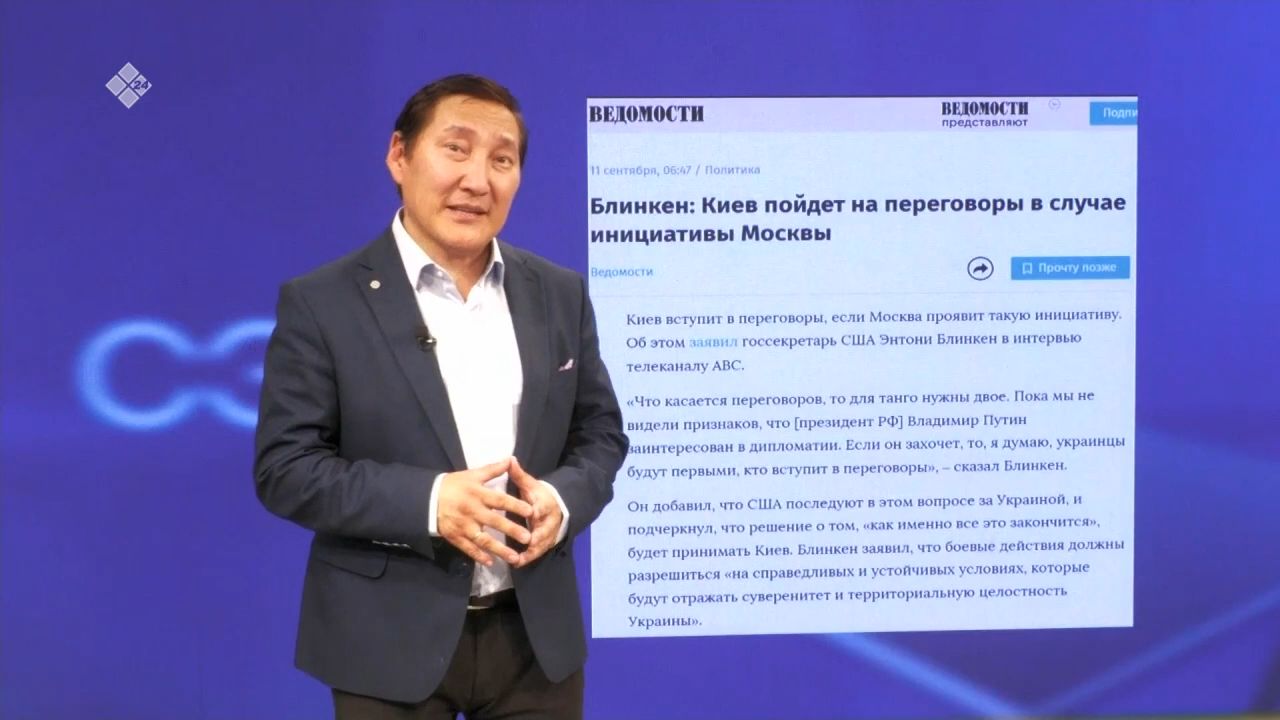 24
ВЕДОМОСТИ
ВЕДОМОСТИ
представляют
11 сентября, 06:47 / Политика
Блинкен: Киев пойдет на переговоры в случае
инициативы Москвы
Ведомости
Прочту позже
Киев вступит в переговоры, если Москва проявит такую инициативу.
Об этом заявил госсекретарь США Энтони Блинкен в интервью
телеканалу ABC.
«Что касается переговоров, то для танго нужны двое. Пока мы не
видели признаков, что [президент РФ] Владимир Путин
заинтересован в дипломатии. Если он захочет, то, я думаю, украинцы
будут первыми, кто вступит в переговоры», – сказал Блинкен.
Он добавил, что США последуют в этом вопросе за Украиной, и
подчеркнул, что решение о том, «как именно все это закончится»,
будет принимать Киев. Блинкен заявил, что боевые действия должны
разрешиться «на справедливых и устойчивых условиях, которые
будут отражать суверенитет и территориальную целостность
Украины».